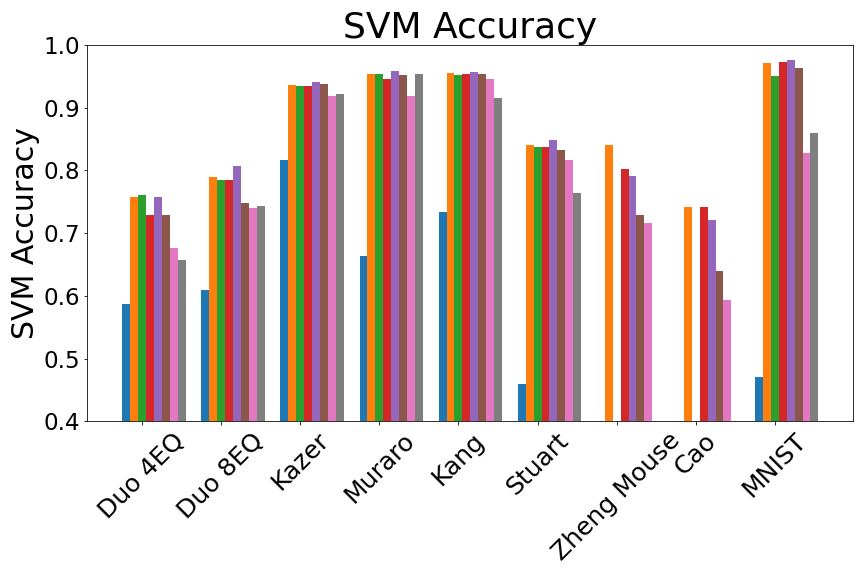 SVM Accuracy
SVM Accuracy
1.0
0.9
0.8
0.7
0.6
0.5
0.4
Duo 4EQ
Duo 8EQ
Kazer
Muraro
Kang
Stuart
Zheng Mouse
Cao
MNIST